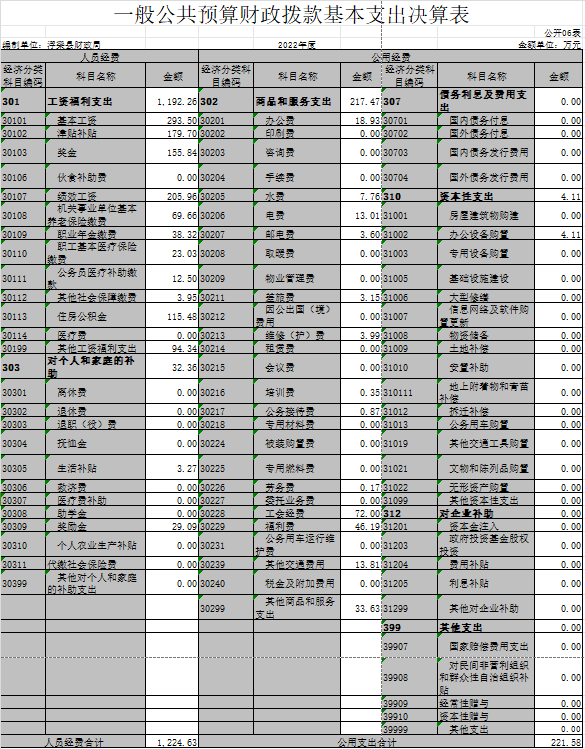 一般公共预算财政拨款基本支出决算表
公开06表
编制单位：浮梁县财政局 2022年度 金额单位：万元
人员经费 公用经费
经济分类科目编码 科目名称 金额 经济分类科目编码 科目名称 金额 经济分类科目编码 科目名称 金额
301 工资福利支出 1,192.26 302 商品和服务支出 217.47 307 债务利息及费用支出 0.00
30101 基本工资 293.50 30201 办公费 18.93 30701 国内债务付息 0.00
30102 津贴补贴 179.70 30202 印刷费 0.00 30702 国外债务付息 0.00
30103 奖金 155.84 30203 咨询费 0.00 30703 国内债务发行费用 0.00
30106 伙食补助费 0.00 30204 手续费 0.00 30704 国外债务发行费用 0.00
30107 绩效工资 205.96 30205 水费 7.76 310 资本性支出 4.11
30108 机关事业单位基本养老保险缴费 69.66 30206 电费 13.01 31001 房屋建筑物购建 0.00
30109 职业年金缴费 38.32 30207 邮电费 3.60 31002 办公设备购置 4.11
30110 职工基本医疗保险缴费 23.03 30208 取暖费 0.00 31003 专用设备购置 0.00
30111 公务员医疗补助缴款 12.50 30209 物业管理费 0.00 31005 基础设施建设 0.00
30112 其他社会保障缴费 3.95 30211 差旅费 3.15 31006 大型修缮 0.00
30113 住房公积金 115.48 30212 因公出国（境）费用 0.00 31007 信息网络及软件购置更新 0.00
30114 医疗费 0.00 30213 维修（护）费 3.99 31008 物资储备 0.00
30199 其他工资福利支出 94.34 30214 租赁费 0.00 31009 土地补偿 0.00
303 对个人和家庭的补助 32.36 30215 会议费 0.00 31010 安置补助 0.00
30301 离休费 0.00 30216 培训费 0.35 310111 地上附着物和青苗补偿 0.00
30302 退休费 0.00 30217 公务接待费 0.87 31012 拆迁补偿 0.00
30303 退职（役）费 0.00 30218 专用材料费 0.00 31013 公务用车购置 0.00
30304 抚恤金 0.00 30224 被装购置费 0.00 31019 其他交通工具购置 0.00
30305 生活补贴 3.27 30225 专用燃料费 0.00 31021 文物和陈列品购置 0.00
30306 救济费 0.00 30226 劳务费 0.17 31022 无形资产购置 0.00
30307 医疗费补助 0.00 30227 委托业务费 0.00 31099 其他资本性支出 0.00
30308 助学金 0.00 30228 工会经费 72.00 312 对企业补助 0.00
30309 奖励金 29.09 30229 福利费 46.19 31201 资本金注入 0.00
30310 个人农业生产补贴 0.00 30231 公务用车运行维护费 0.00 31203 政府投资基金股权投资 0.00
30311 代缴社会保险费 0.00 30239 其他交通费用 13.81 31204 费用补贴 0.00
30399 其他对个人和家庭的补助支出 0.00 30240 税金及附加费用 0.00 31205 利息补贴 0.00
30299 其他商品和服务支出 33.63 31299 其他对企业补助 0.00
399 其他支出 0.00
39907 国家赔偿费用支出 0.00
39908 对民间非营利组织和群众性自治组织补贴 0.00
39909 经常性赠与 0.00
39910 资本性赠与 0.00
39999 其他支出 0.00
人员经费合计 1,224.63 公用支出合计 221.58